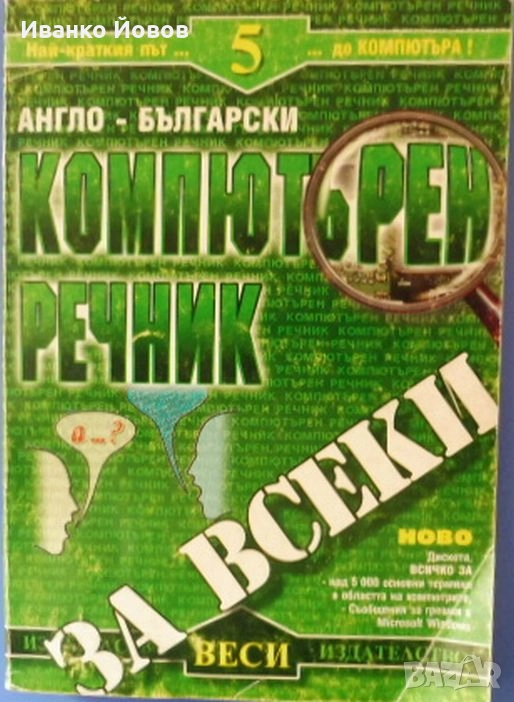 Иванко Йовов
Най-краткия път ... 5 ... до КОМПЮТЪРА !
АНГЛО - БЪЛГАРСКИ
КОМПЮТЪРЕН
РЕЧНИК
а...?
ЗА ВСЕКИ
НОВО
Дискета,
ВСИЧКО ЗА
- над 5 000 основни термина
в областта на компютрите,
- Съобщения за грешки в
Microsoft Windows
ВЕСИ ИЗДАТЕЛСТВО
BAZAR